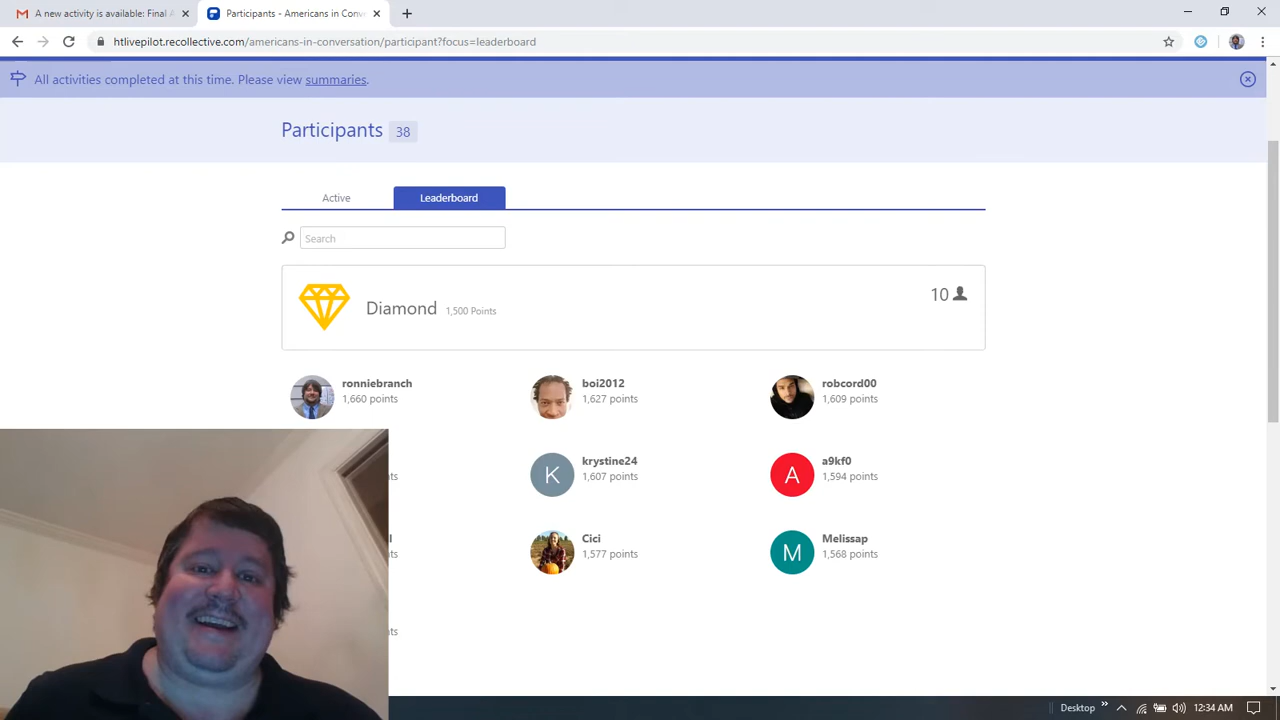 A new activity is available: Final A
Participants - Americans in Conv
htlivepilot.recollective.com/americans-in-conversation/participant?focus=leaderboard
All activities completed at this time. Please view summaries.
Participants 38
Active
Leaderboard
Search
Diamond 1,500 Points
10
ronniebranch
1,660 points
boi2012
1,627 points
robcord00
1,609 points
nts
K
krystine24
1,607 points
A
a9kf0
1,594 points
l
nts
Cici
1,577 points
M
Melissap
1,568 points
nts
Desktop
12:34 AM